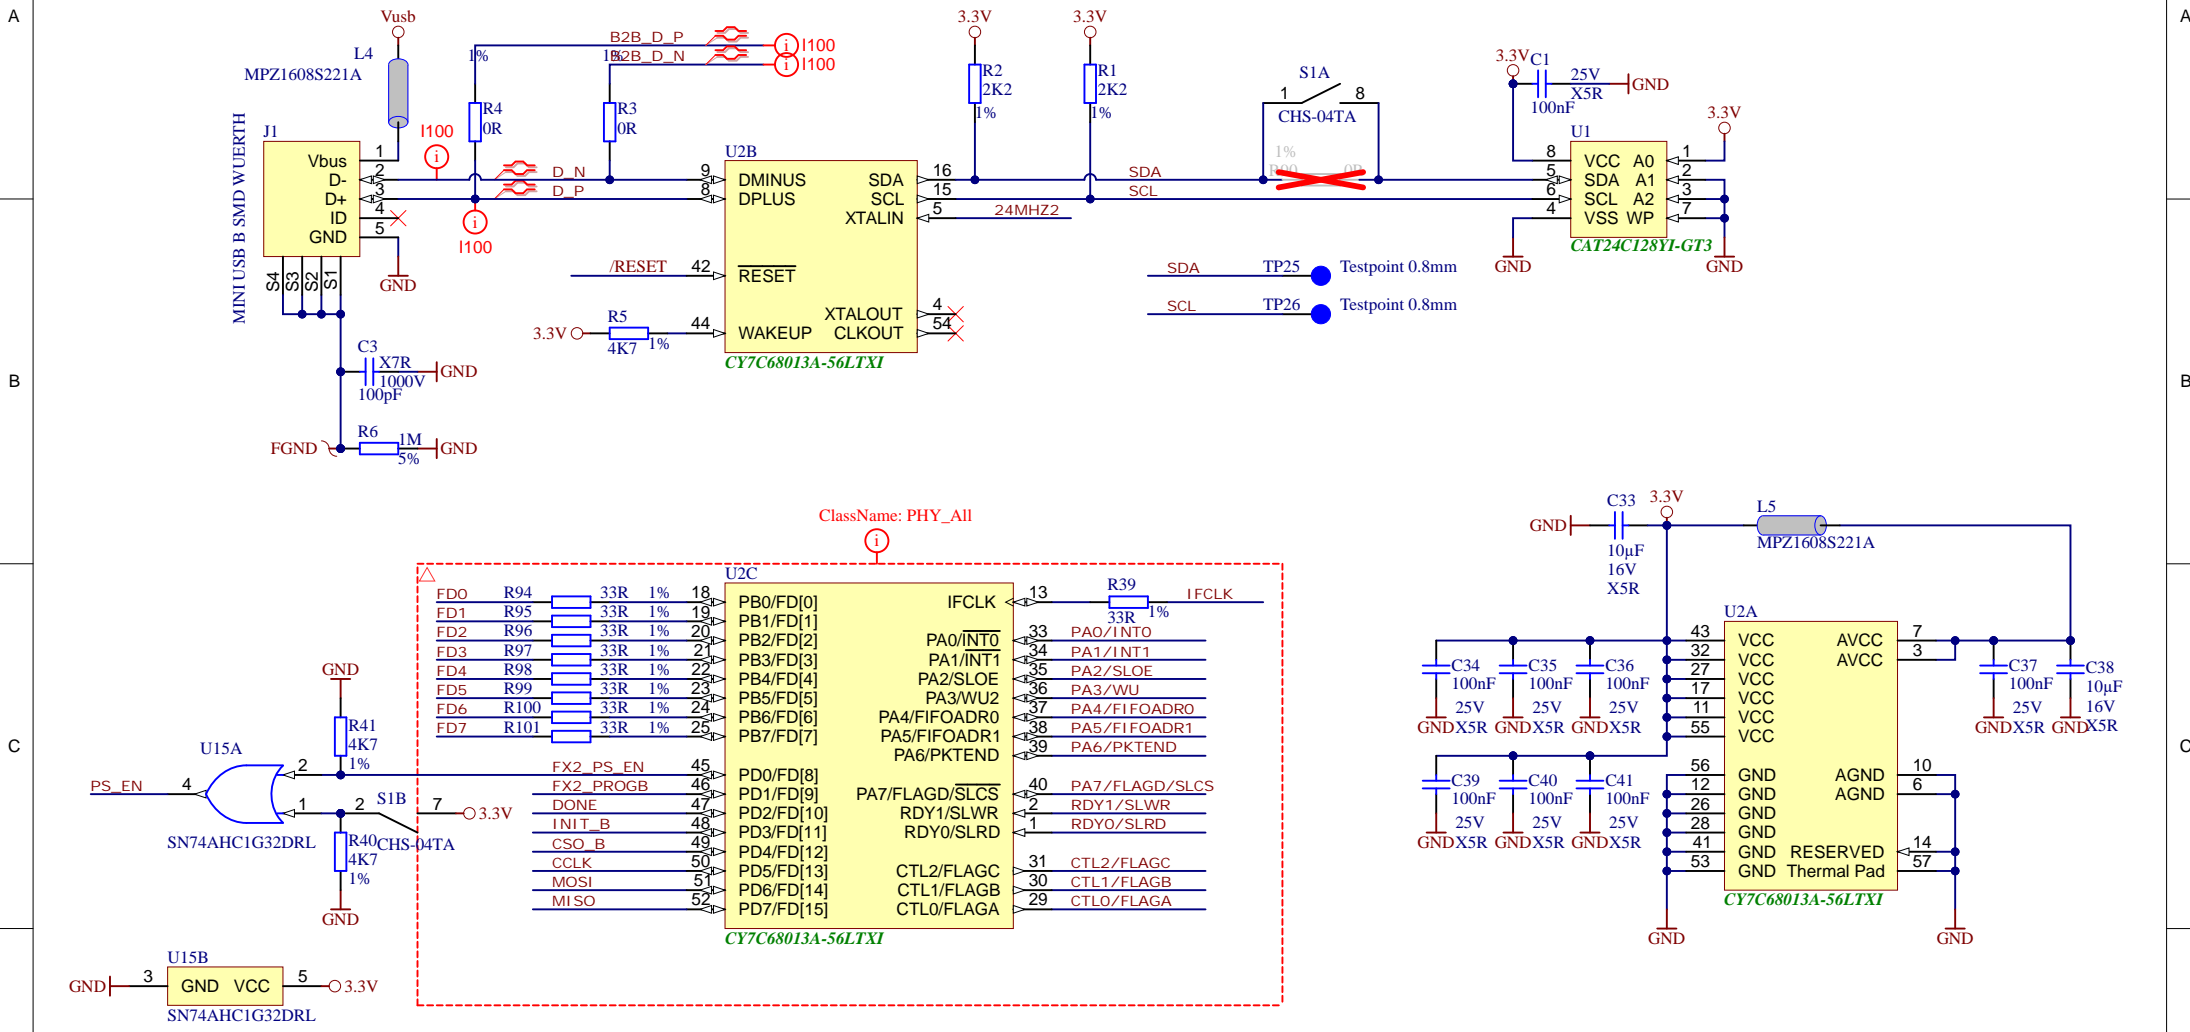 A
A
B
B
C
C
Vusb
L4
MPZ1608S221A
B2B_D_P
B2B_D_N
1%
1%
I100
I100
R4
0R
R3
0R
MINI USB B SMD WUERTH
J1
Vbus
D-
D+
ID
GND
1
2
3
4
5
S4
S3
S2
S1
I100
I100
D_N
D_P
GND
C3
X7R
1000V
100pF
GND
FGND
R6
1M
5%
GND
U2B
9 DMINUS SDA 16
8 DPLUS SCL 15
XTALIN 5
24MHZ2
/RESET 42 RESET
XTALOUT 4
3.3V R5 4K7 1% 44 WAKEUP CLKOUT 54
CY7C68013A-56LTXI
3.3V
R2
2K2
1%
3.3V
R1
2K2
1%
SDA
SCL
S1A
1 8
CHS-04TA
1%
SDA TP25 Testpoint 0.8mm
SCL TP26 Testpoint 0.8mm
3.3V
C1
25V
X5R
100nF
GND
3.3V
U1
8 VCC A0 1
5 SDA A1 2
6 SCL A2 3
4 VSS WP 7
CAT24C128YI-GT3
GND
GND
ClassName: PHY_All
U2C
FD0 R94 33R 1% 18 PB0/FD[0]
FD1 R95 33R 1% 19 PB1/FD[1]
FD2 R96 33R 1% 20 PB2/FD[2]
FD3 R97 33R 1% 21 PB3/FD[3]
FD4 R98 33R 1% 22 PB4/FD[4]
FD5 R99 33R 1% 23 PB5/FD[5]
FD6 R100 33R 1% 24 PB6/FD[6]
FD7 R101 33R 1% 25 PB7/FD[7]
FX2_PS_EN 45 PD0/FD[8]
FX2_PROGB 46 PD1/FD[9]
DONE 47 PD2/FD[10]
INIT_B 48 PD3/FD[11]
CSO_B 49 PD4/FD[12]
CCLK 50 PD5/FD[13]
MOSI 51 PD6/FD[14]
MISO 52 PD7/FD[15]
IFCLK 13 R39 33R 1% IFCLK
PA0/INT0 33 PA0/INT0
PA1/INT1 34 PA1/INT1
PA2/SLOE 35 PA2/SLOE
PA3/WU2 36 PA3/WU
PA4/FIFOADR0 37 PA4/FIFOADR0
PA5/FIFOADR1 38 PA5/FIFOADR1
PA6/PKTEND 39 PA6/PKTEND
PA7/FLAGD/SLCS 40 PA7/FLAGD/SLCS
RDY1/SLWR 2 RDY1/SLWR
RDY0/SLRD 1 RDY0/SLRD
CTL2/FLAGC 31 CTL2/FLAGC
CTL1/FLAGB 30 CTL1/FLAGB
CTL0/FLAGA 29 CTL0/FLAGA
CY7C68013A-56LTXI
GND
R41
4K7
1%
U15A
PS_EN 4
2
1
SN74AHC1G32DRL
2 S1B 7 3.3V
CHS-04TA
R40
4K7
1%
GND
U15B
GND 3 GND VCC 5 3.3V
SN74AHC1G32DRL
GND
C33
10µF
16V
X5R
3.3V
L5
MPZ1608S221A
C34
100nF
25V
GND X5R
C35
100nF
25V
GND X5R
C36
100nF
25V
GND X5R
C39
100nF
25V
GND X5R
C40
100nF
25V
GND X5R
C41
100nF
25V
GND X5R
U2A
43 VCC AVCC 7
32 VCC AVCC 3
27 VCC
17 VCC
11 VCC
55 VCC
56 GND AGND 10
12 GND AGND 6
26 GND
28 GND
41 GND RESERVED 14
53 GND Thermal Pad 57
CY7C68013A-56LTXI
GND
GND
C37
100nF
25V
GND X5R
C38
10µF
16V
GND X5R